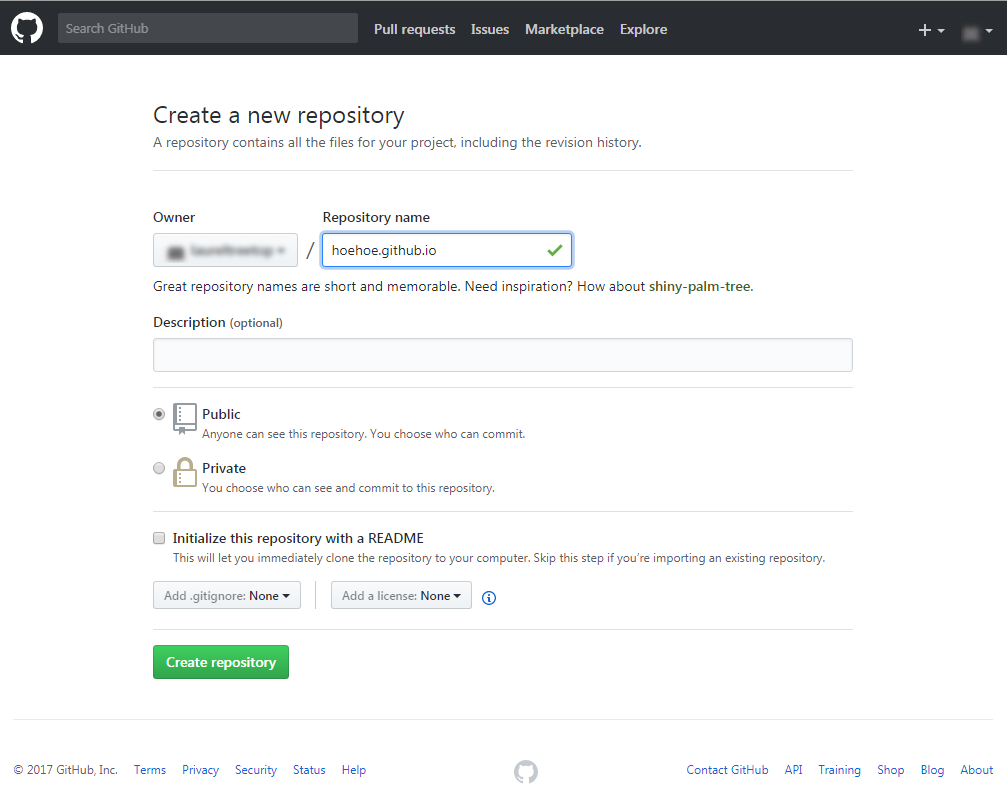 Search GitHub Pull requests Issues Marketplace Explore
Create a new repository
A repository contains all the files for your project, including the revision history.
Owner Repository name
/ hoehoe.github.io
Great repository names are short and memorable. Need inspiration? How about shiny-palm-tree.
Description (optional)
Public
Anyone can see this repository. You choose who can commit.
Private
You choose who can see and commit to this repository.
Initialize this repository with a README
This will let you immediately clone the repository to your computer. Skip this step if you’re importing an existing repository.
Add .gitignore: None Add a license: None
Create repository
© 2017 GitHub, Inc. Terms Privacy Security Status Help Contact GitHub API Training Shop Blog About